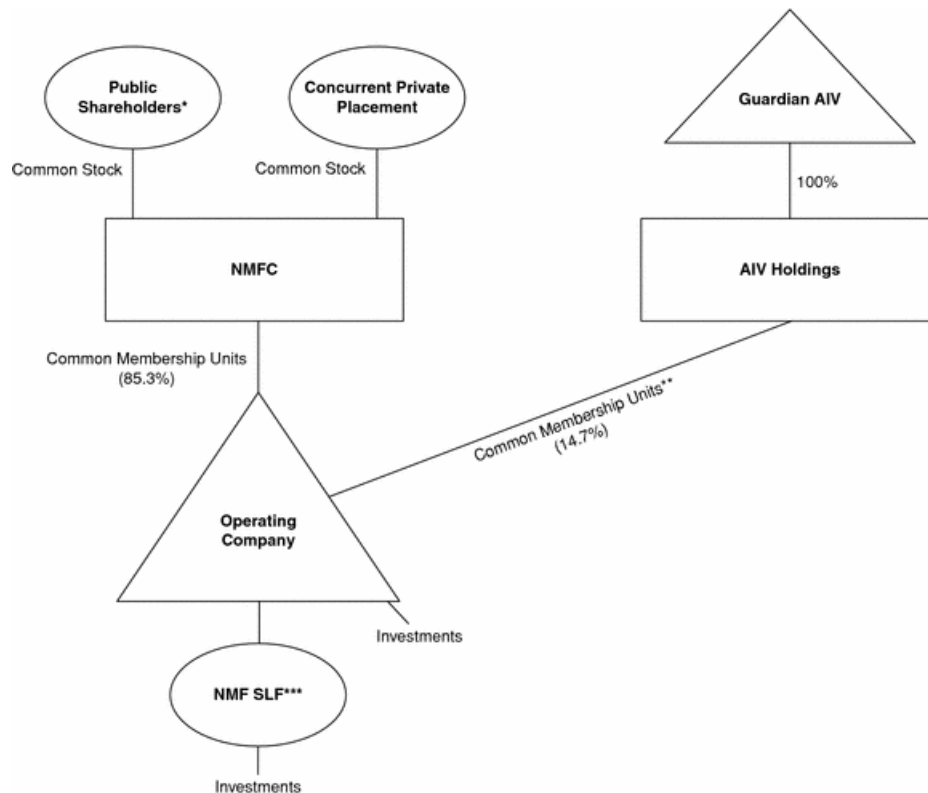 Public
Shareholders*
Concurrent Private
Placement
Guardian AIV
Common Stock
Common Stock
100%
NMFC
AIV Holdings
Common Membership Units
(85.3%)
Common Membership Units**
(14.7%)
Operating
Company
Investments
NMF SLF***
Investments